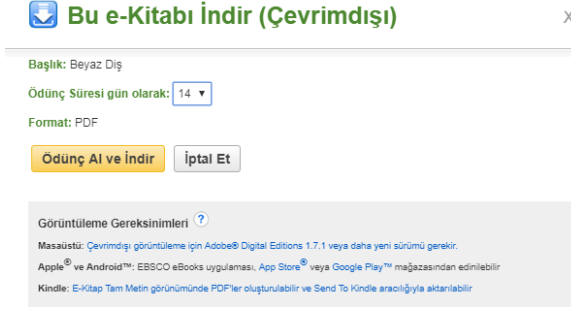 Bu e-Kitabı İndir (Çevrimdışı)
X
Başlık: Beyaz Diş
Ödünç Süresi gün olarak: 14
Format: PDF
Ödünç Al ve İndir
İptal Et
Görüntüleme Gereksinimleri ?
Masaüstü: Çevrimdışı görüntüleme için Adobe® Digital Editions 1.7.1 veya daha yeni sürümü gerekir.
Apple® ve Android™: EBSCO eBooks uygulaması, App Store® veya Google Play™ mağazasından edinilebilir
Kindle: E-Kitap Tam Metin görünümünde PDF'ler oluşturulabilir ve Send To Kindle aracılığıyla aktarılabilir